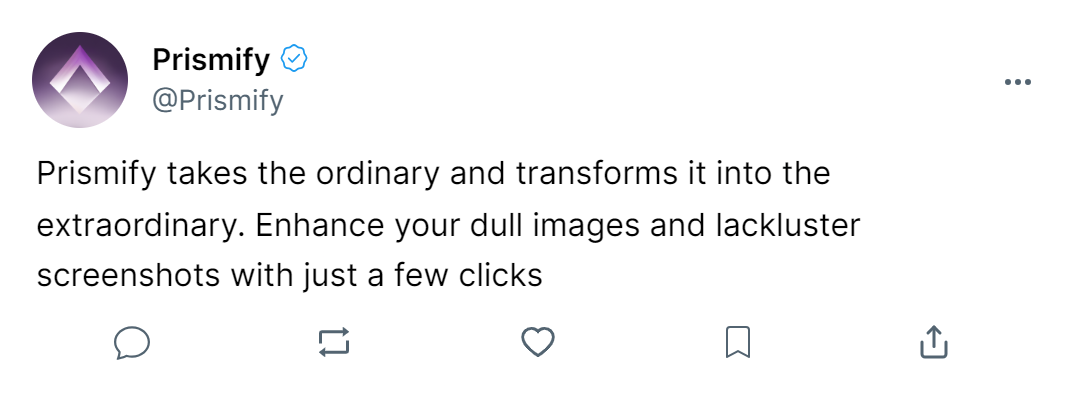 Prismify
@Prismify
Prismify takes the ordinary and transforms it into the
extraordinary. Enhance your dull images and lackluster
screenshots with just a few clicks